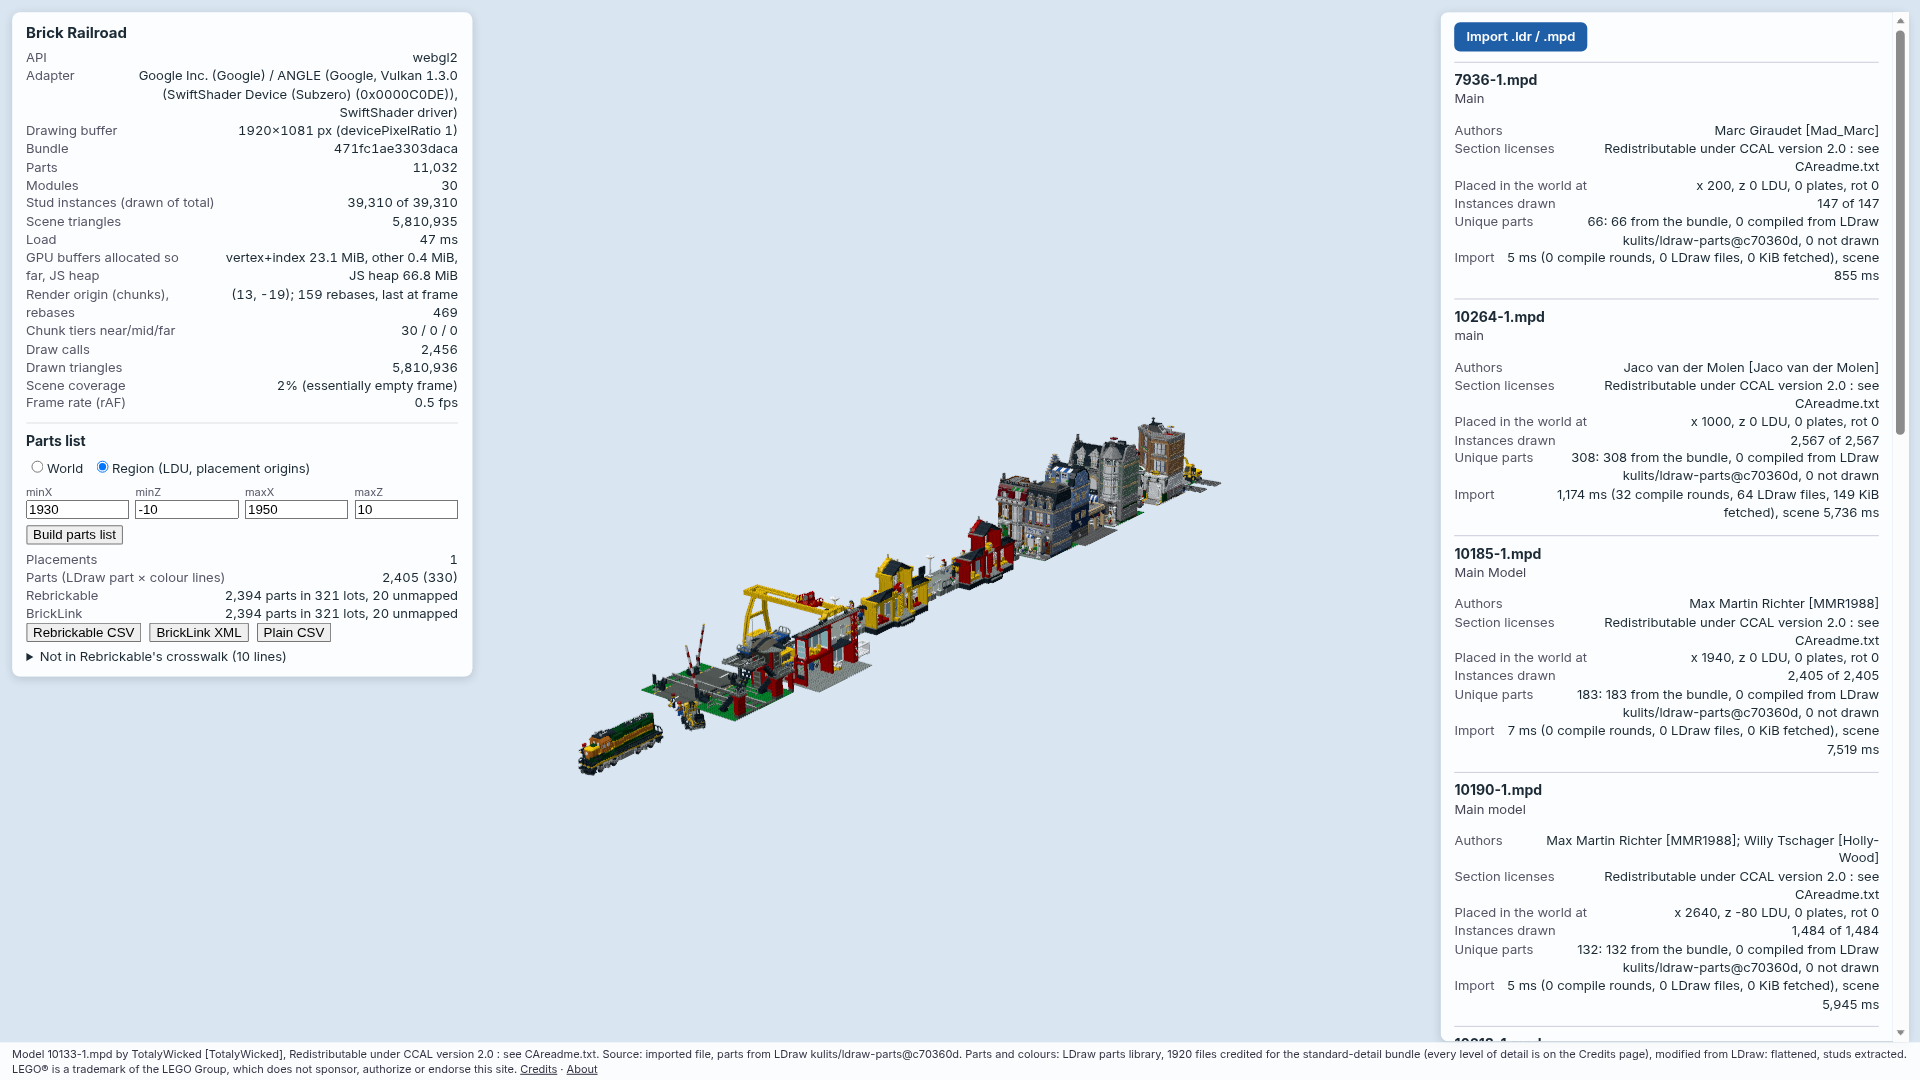 Brick Railroad
API webgl2
Adapter Google Inc. (Google) / ANGLE (Google, Vulkan 1.3.0
(SwiftShader Device (Subzero) (0x0000C0DE)),
SwiftShader driver)
Drawing buffer 1920×1081 px (devicePixelRatio 1)
Bundle 471fc1ae3303daca
Parts 11,032
Modules 30
Stud instances (drawn of total) 39,310 of 39,310
Scene triangles 5,810,935
Load 47 ms
GPU buffers allocated so vertex+index 23.1 MiB, other 0.4 MiB,
far, JS heap JS heap 66.8 MiB
Render origin (chunks), (13, -19); 159 rebases, last at frame
rebases 469
Chunk tiers near/mid/far 30 / 0 / 0
Draw calls 2,456
Drawn triangles 5,810,936
Scene coverage 2% (essentially empty frame)
Frame rate (rAF) 0.5 fps
Parts list
World Region (LDU, placement origins)
minX minZ maxX maxZ
1930 -10 1950 10
Build parts list
Placements 1
Parts (LDraw part × colour lines) 2,405 (330)
Rebrickable 2,394 parts in 321 lots, 20 unmapped
BrickLink 2,394 parts in 321 lots, 20 unmapped
Rebrickable CSV BrickLink XML Plain CSV
▶ Not in Rebrickable's crosswalk (10 lines)
Import .ldr / .mpd
7936-1.mpd
Main
Authors Marc Giraudet [Mad_Marc]
Section licenses Redistributable under CCAL version 2.0 : see
CAreadme.txt
Placed in the world at x 200, z 0 LDU, 0 plates, rot 0
Instances drawn 147 of 147
Unique parts 66: 66 from the bundle, 0 compiled from LDraw
kulits/ldraw-parts@c70360d, 0 not drawn
Import 5 ms (0 compile rounds, 0 LDraw files, 0 KiB fetched), scene
855 ms
10264-1.mpd
main
Authors Jaco van der Molen [Jaco van der Molen]
Section licenses Redistributable under CCAL version 2.0 : see
CAreadme.txt
Placed in the world at x 1000, z 0 LDU, 0 plates, rot 0
Instances drawn 2,567 of 2,567
Unique parts 308: 308 from the bundle, 0 compiled from LDraw
kulits/ldraw-parts@c70360d, 0 not drawn
Import 1,174 ms (32 compile rounds, 64 LDraw files, 149 KiB
fetched), scene 5,736 ms
10185-1.mpd
Main Model
Authors Max Martin Richter [MMR1988]
Section licenses Redistributable under CCAL version 2.0 : see
CAreadme.txt
Placed in the world at x 1940, z 0 LDU, 0 plates, rot 0
Instances drawn 2,405 of 2,405
Unique parts 183: 183 from the bundle, 0 compiled from LDraw
kulits/ldraw-parts@c70360d, 0 not drawn
Import 7 ms (0 compile rounds, 0 LDraw files, 0 KiB fetched), scene
7,519 ms
10190-1.mpd
Main model
Authors Max Martin Richter [MMR1988]; Willy Tschager [Holly-
Wood]
Section licenses Redistributable under CCAL version 2.0 : see
CAreadme.txt
Placed in the world at x 2640, z -80 LDU, 0 plates, rot 0
Instances drawn 1,484 of 1,484
Unique parts 132: 132 from the bundle, 0 compiled from LDraw
kulits/ldraw-parts@c70360d, 0 not drawn
Import 5 ms (0 compile rounds, 0 LDraw files, 0 KiB fetched), scene
5,945 ms
Model 10133-1.mpd by TotalyWicked [TotalyWicked], Redistributable under CCAL version 2.0 : see CAreadme.txt. Source: imported file, parts from LDraw kulits/ldraw-parts@c70360d. Parts and colours: LDraw parts library, 1920 files credited for the standard-detail bundle (every level of detail is on the Credits page), modified from LDraw: flattened, studs extracted.
LEGO® is a trademark of the LEGO Group, which does not sponsor, authorize or endorse this site. Credits · About